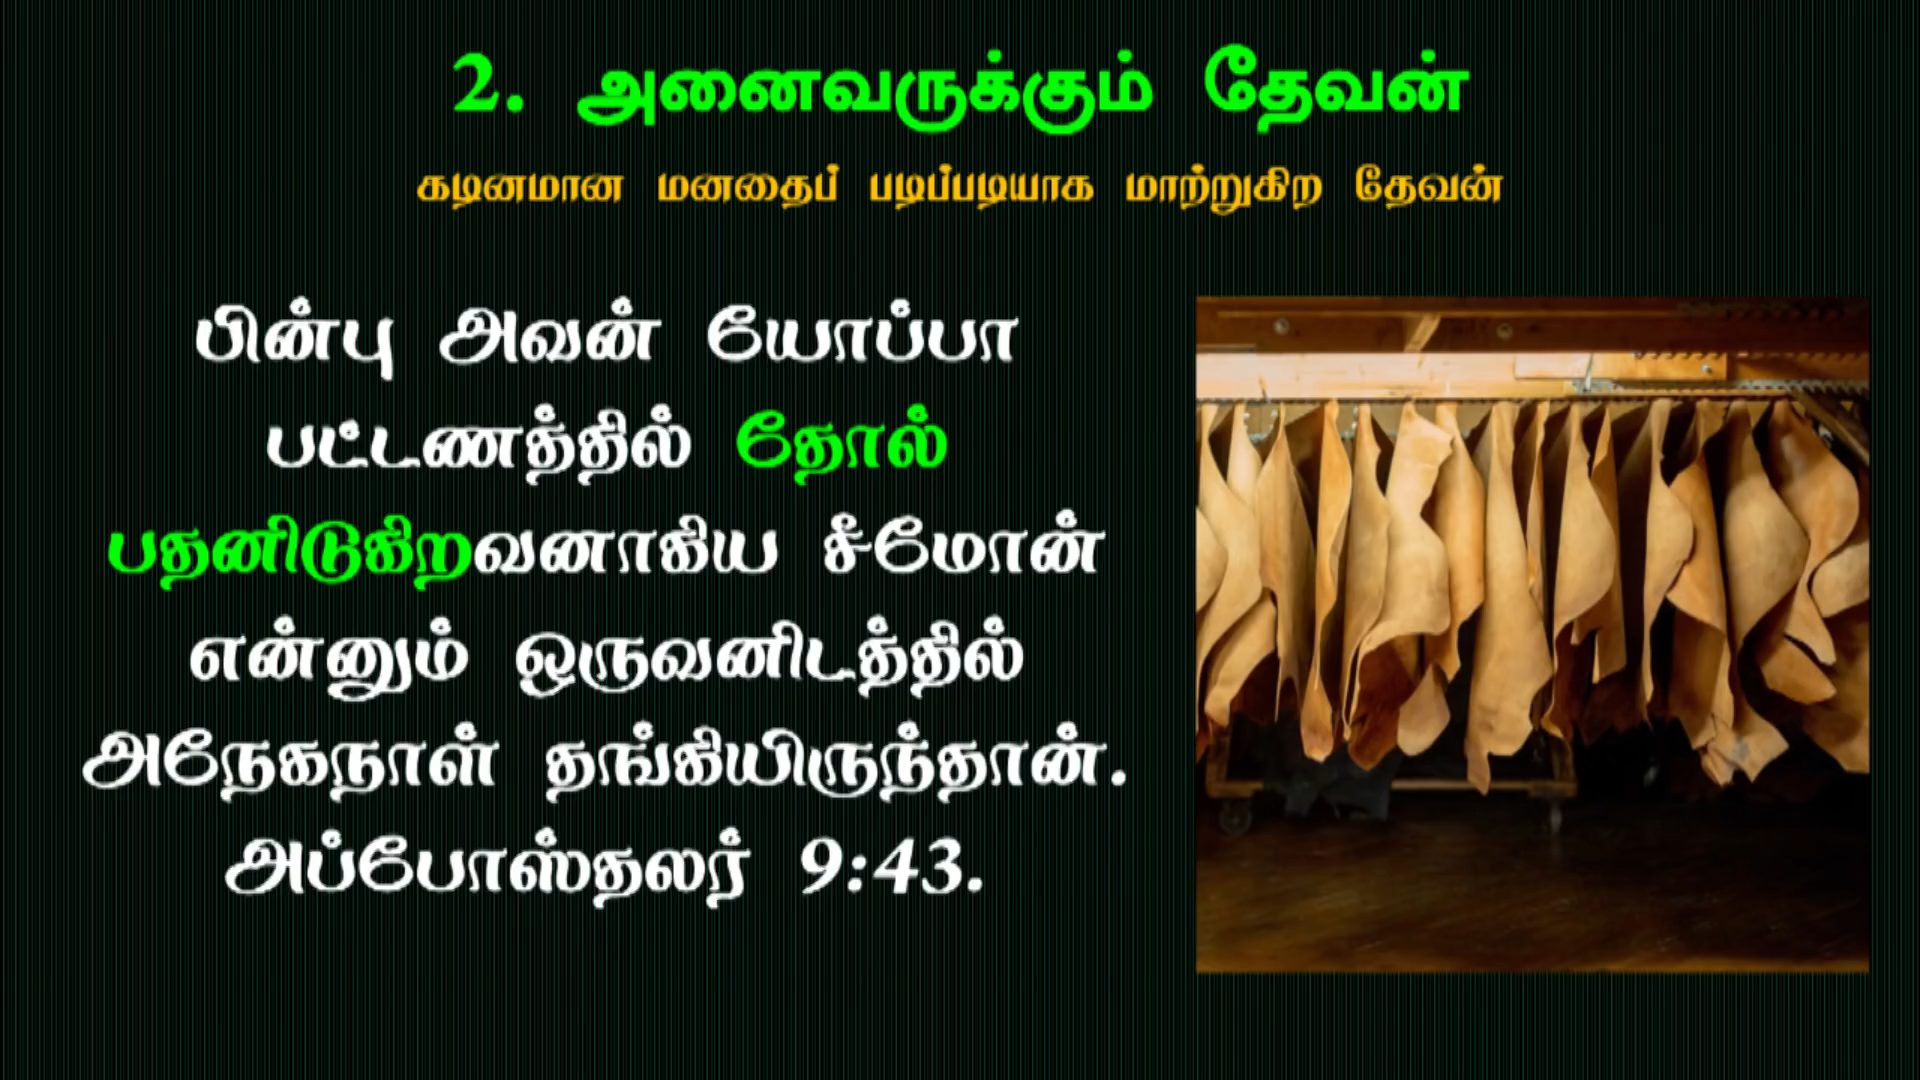 2. அனைவருக்கும் தேவன்
கடினமான மனதைப் படிப்படியாக மாற்றுகிற தேவன்
பின்பு அவன் யோப்பா
பட்டணத்தில் தோல்
பதனிடுகிறவனாகிய சீமோன்
என்னும் ஒருவனிடத்தில்
அநேகநாள் தங்கியிருந்தான்.
அப்போஸ்தலர் 9:43.